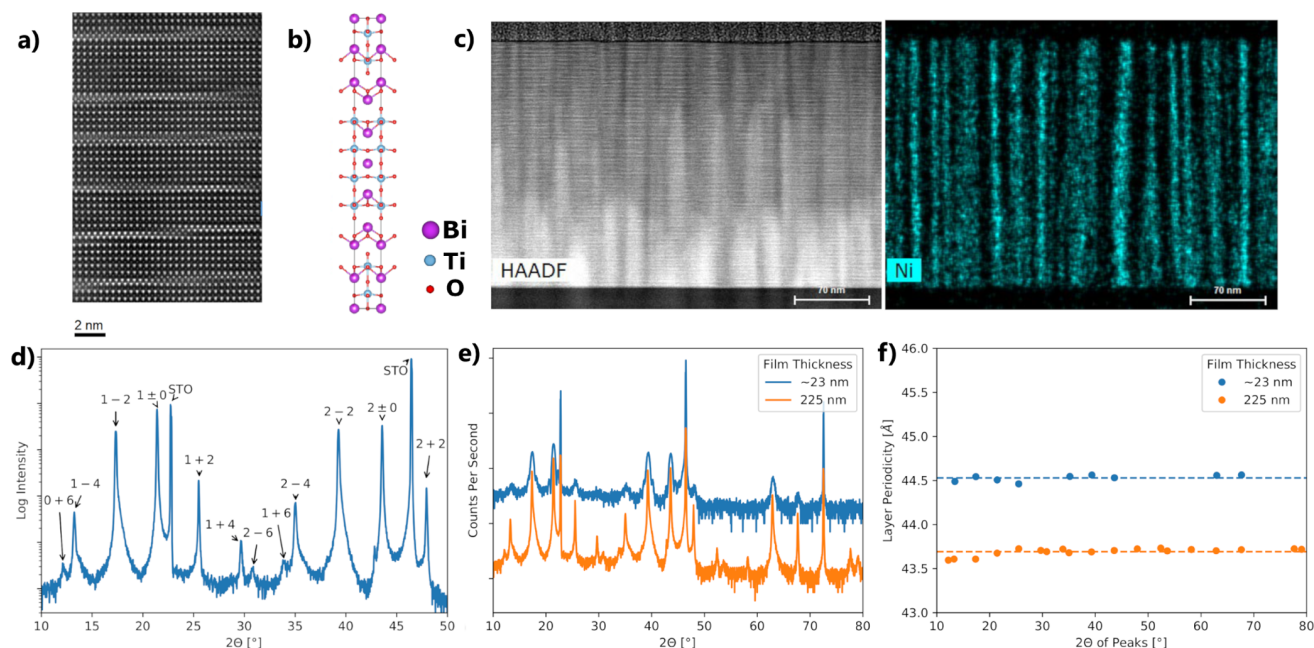 a)
2 nm
b)
Bi
Ti
O
c)
HAADF
70 nm
Ni
70 nm
d)
Log Intensity
0 + 6
1 − 4
1 − 2
1 ± 0
STO
1 + 2
1 + 4
2 − 6
1 + 6
2 − 4
2 − 2
2 ± 0
STO
2 + 2
10 15 20 25 30 35 40 45 50
2Θ [°]
e)
Counts Per Second
Film Thickness
~23 nm
225 nm
10 20 30 40 50 60 70 80
2Θ [°]
f)
Layer Periodicity [Å]
46.0
45.5
45.0
44.5
44.0
43.5
43.0
Film Thickness
~23 nm
225 nm
10 20 30 40 50 60 70 80
2Θ of Peaks [°]